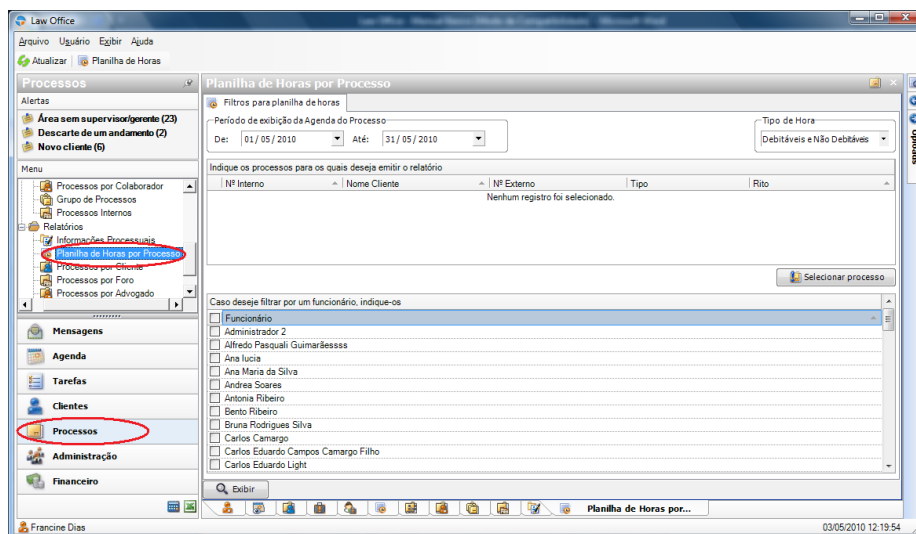 Law Office
Arquivo Usuário Exibir Ajuda
Atualizar Planilha de Horas
Processos
Planilha de Horas por Processo
Alertas
Área sem supervisor/gerente (23)
Descarte de um andamento (2)
Novo cliente (6)
Menu
Processos por Colaborador
Grupo de Processos
Processos Internos
Relatórios
Informações Processuais
Planilha de Horas por Processo
Processos por Cliente
Processos por Foro
Processos por Advogado
Mensagens
Agenda
Tarefas
Clientes
Processos
Administração
Financeiro
Filtros para planilha de horas
Período de exibição da Agenda do Processo
De: 01/05/2010 Até: 31/05/2010
Tipo de Hora
Debitáveis e Não Debitáveis
Indique os processos para os quais deseja emitir o relatório
Nº Interno Nome Cliente Nº Externo Tipo Rito
Nenhum registro foi selecionado.
Selecionar processo
Caso deseje filtrar por um funcionário, indique-os
Funcionário
Administrador 2
Alfredo Pasquali Guimarãessss
Ana lucia
Ana Maria da Silva
Andrea Soares
Antonia Ribeiro
Bento Ribeiro
Bruna Rodrigues Silva
Carlos Camargo
Carlos Eduardo Campos Camargo Filho
Carlos Eduardo Light
Exibir
Planilha de Horas por...
Uploads
Francine Dias
03/05/2010 12:19:54